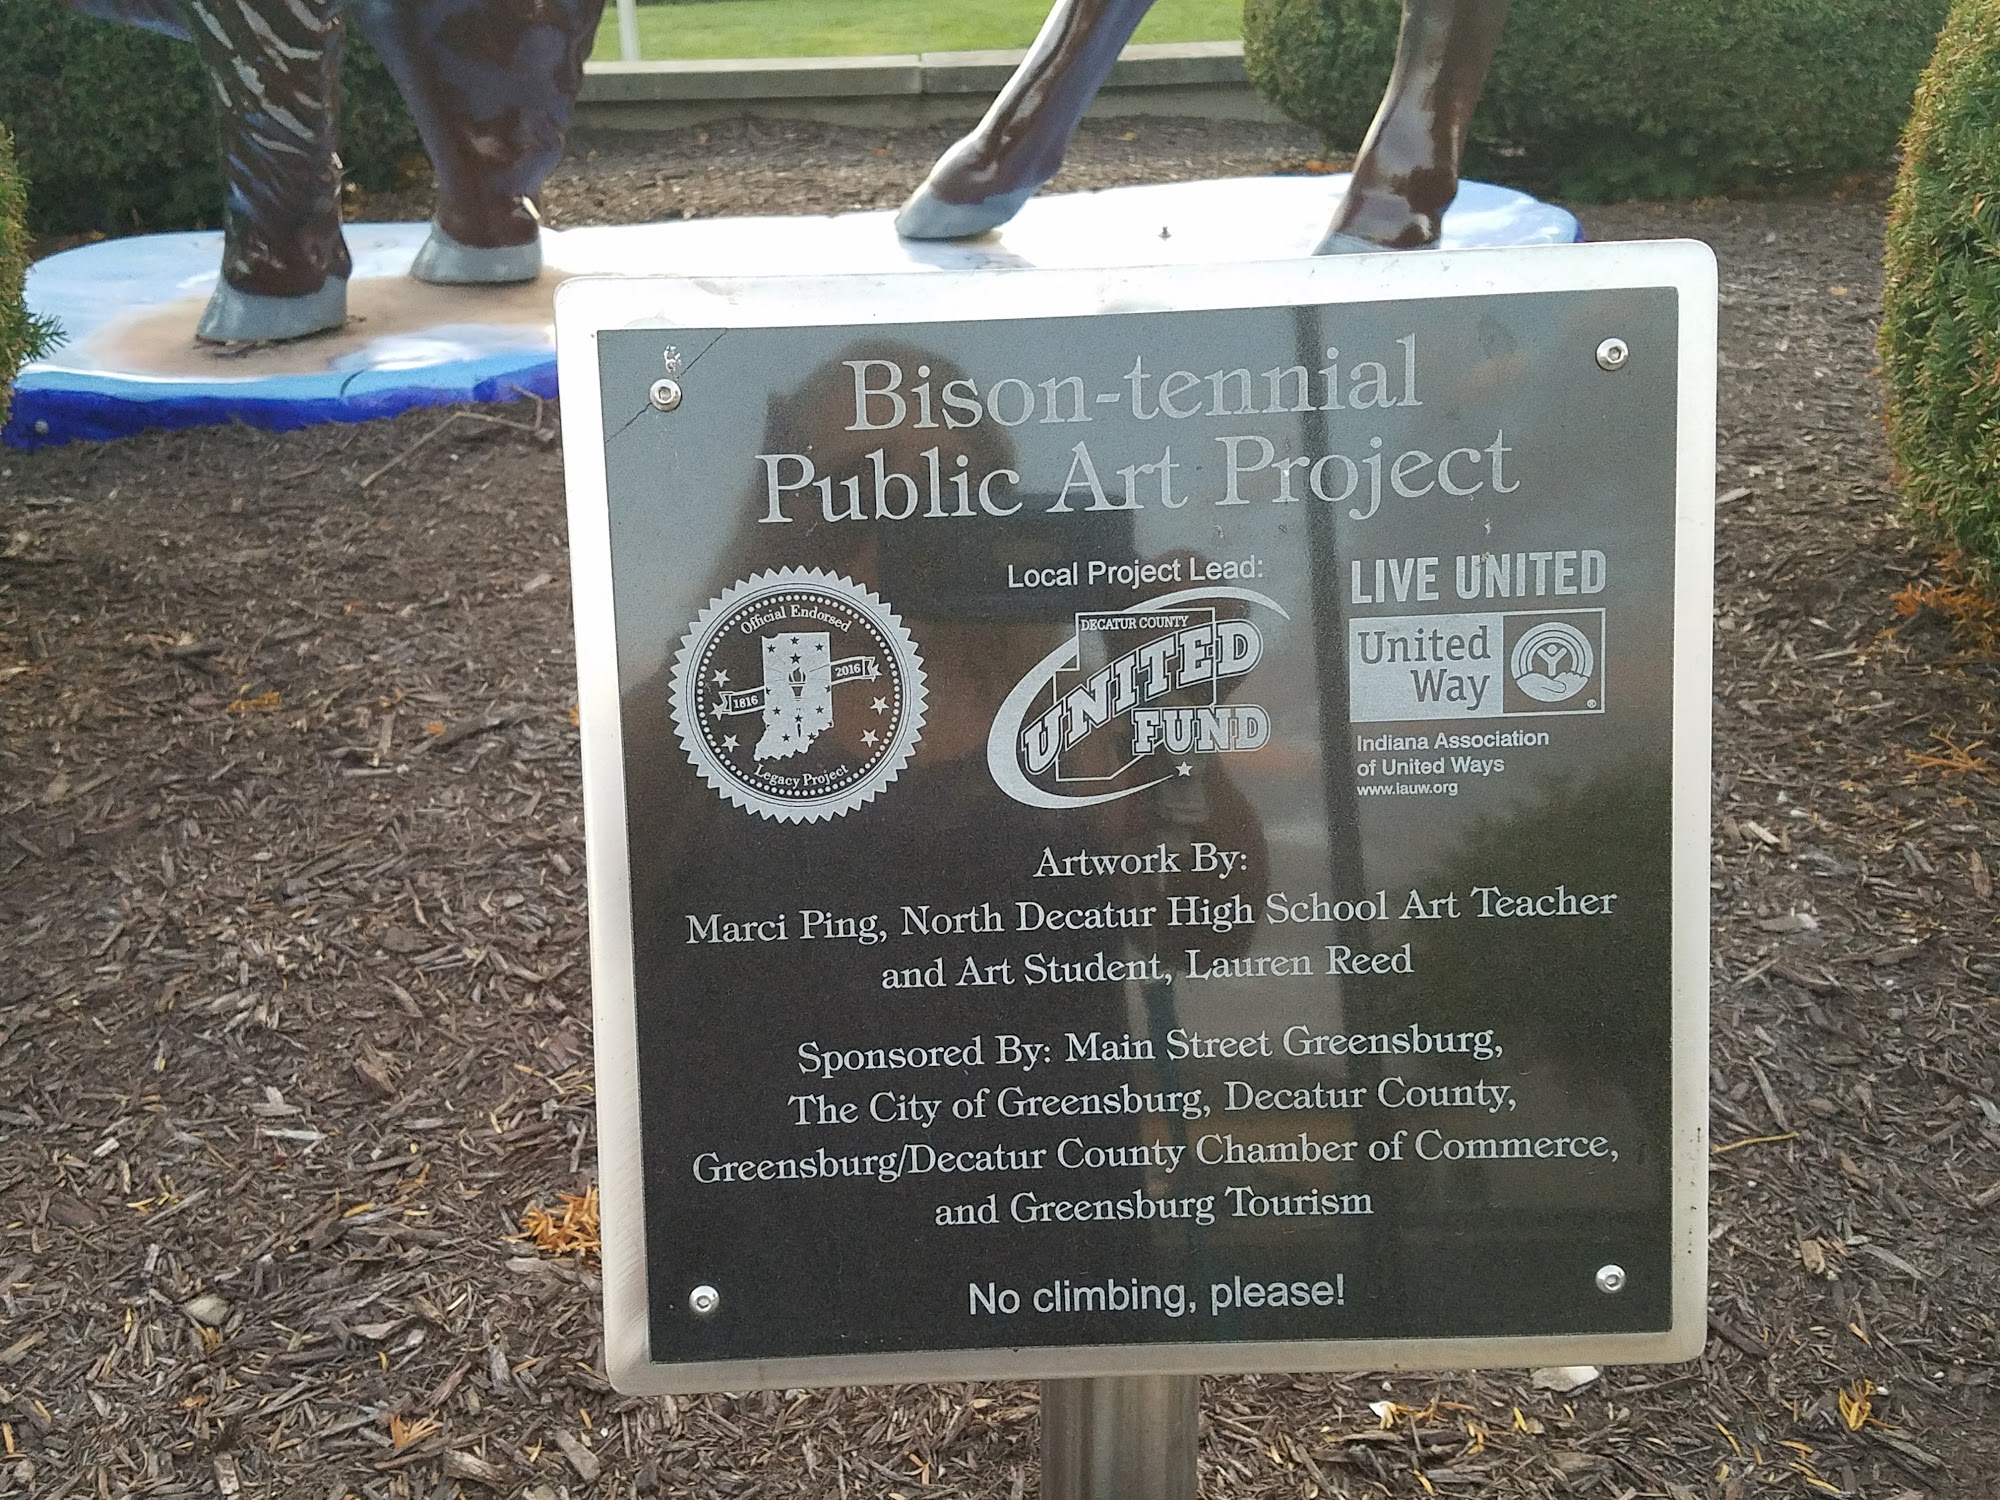 Bison-tennial
Public Art Project
Official Endorsed
1816
2016
Legacy Project
Local Project Lead:
DECATUR COUNTY
UNITED
FUND
LIVE UNITED
United
Way
®
Indiana Association
of United Ways
www.iauw.org
Artwork By:
Marci Ping, North Decatur High School Art Teacher
and Art Student, Lauren Reed
Sponsored By: Main Street Greensburg,
The City of Greensburg, Decatur County,
Greensburg/Decatur County Chamber of Commerce,
and Greensburg Tourism
No climbing, please!